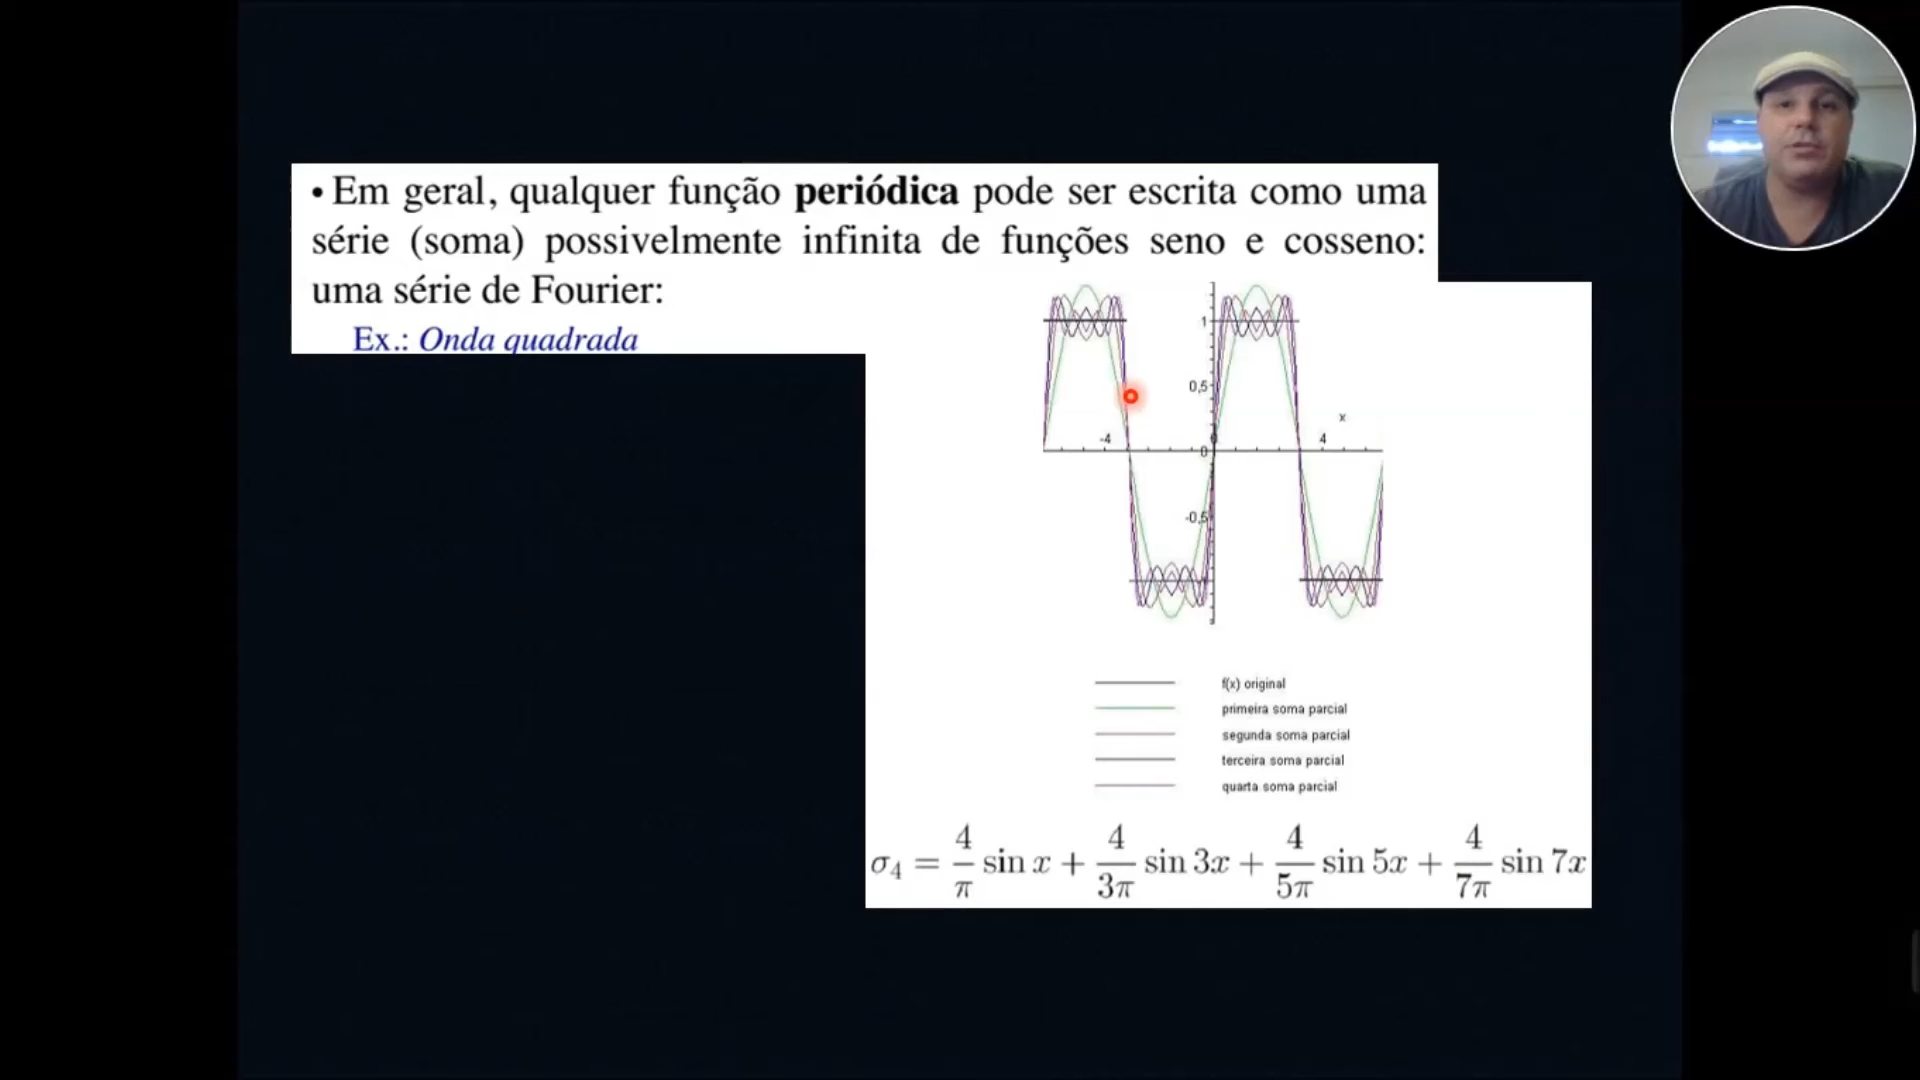 • Em geral, qualquer função periódica pode ser escrita como uma
série (soma) possivelmente infinita de funções seno e cosseno:
uma série de Fourier:
Ex.: Onda quadrada
1
0,5
x
-4
0
4
0
-0,5
f(x) original
primeira soma parcial
segunda soma parcial
terceira soma parcial
quarta soma parcial
σ₄ = 4/π sin x + 4/3π sin 3x + 4/5π sin 5x + 4/7π sin 7x